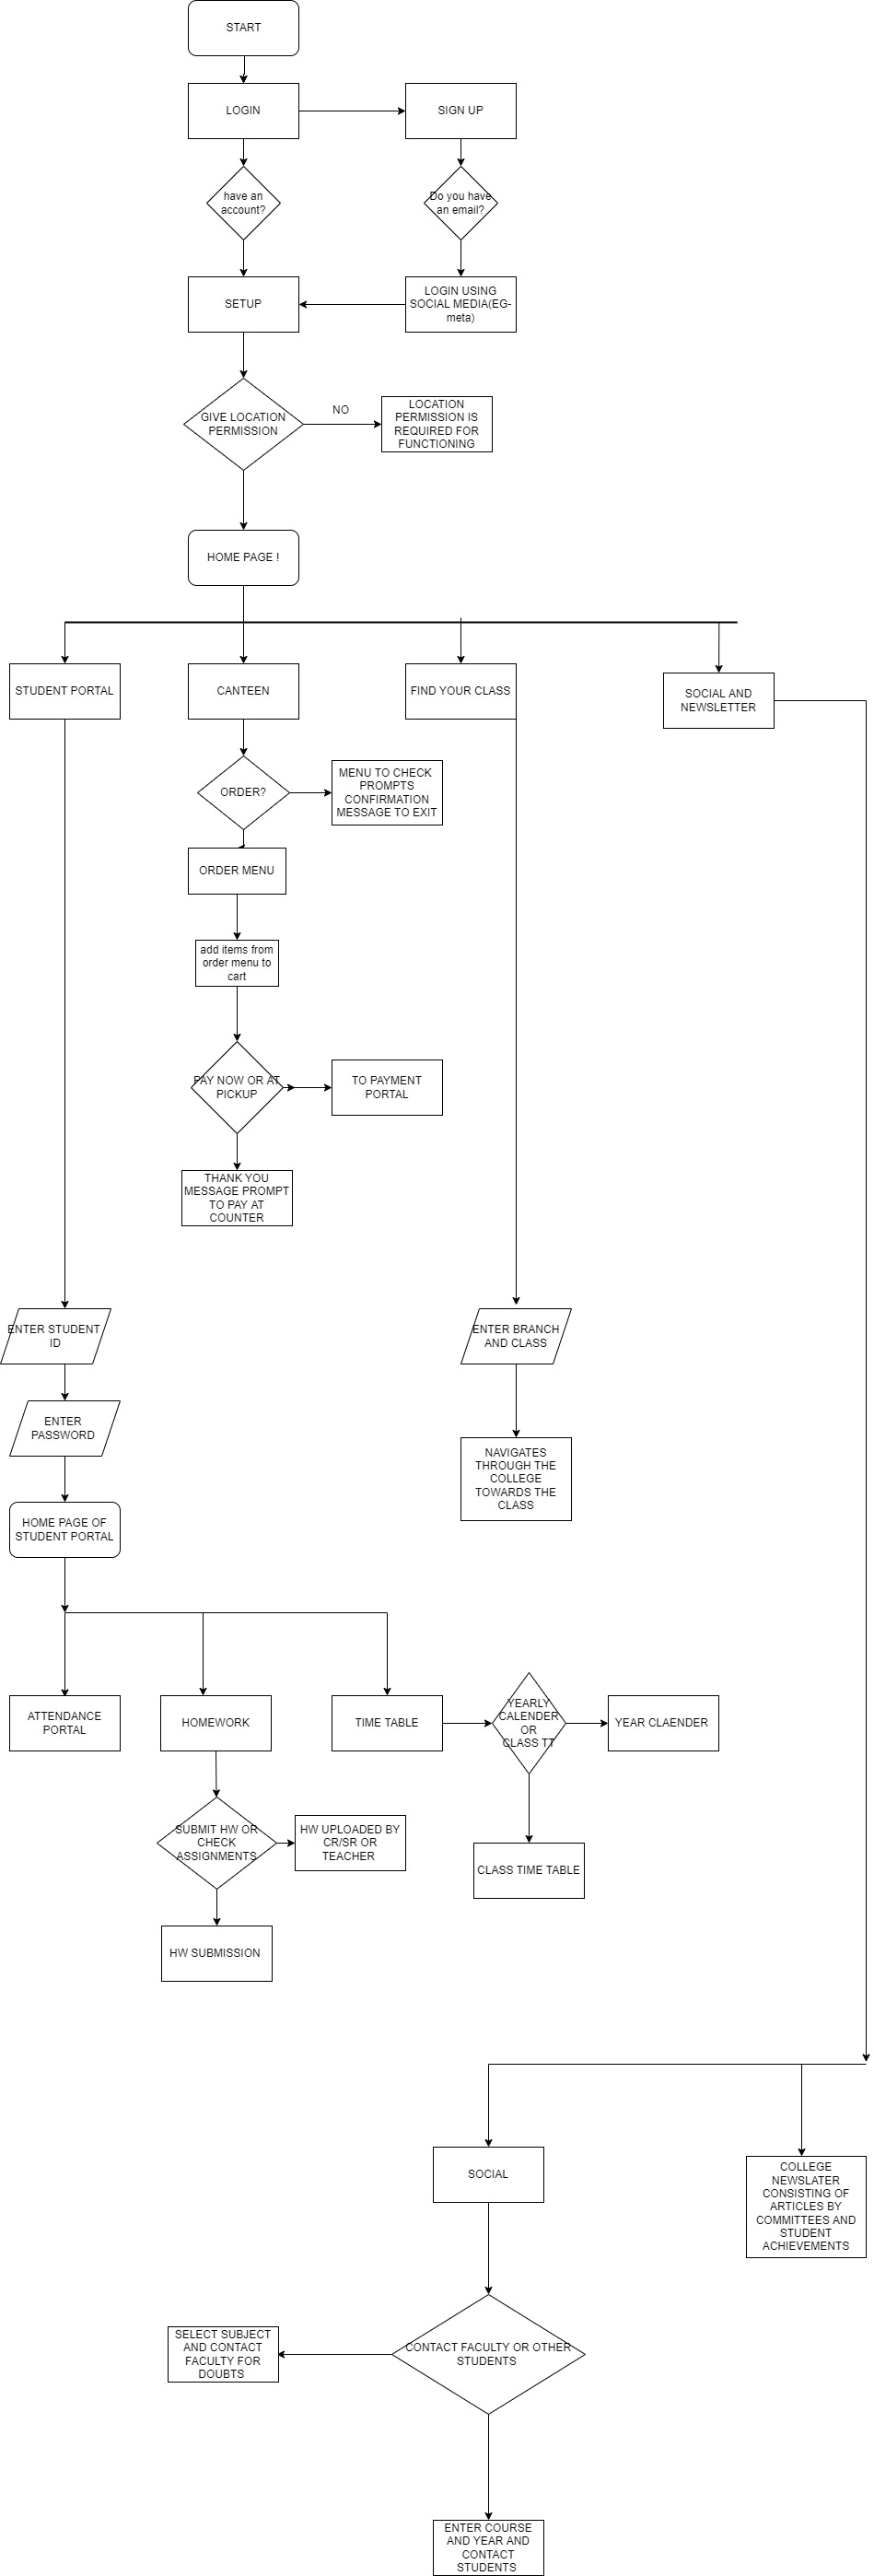 START
LOGIN
SIGN UP
have an
account?
Do you have
an email?
SETUP
LOGIN USING
SOCIAL MEDIA(EG-
meta)
GIVE LOCATION
PERMISSION
NO
LOCATION
PERMISSION IS
REQUIRED FOR
FUNCTIONING
HOME PAGE !
STUDENT PORTAL
CANTEEN
FIND YOUR CLASS
SOCIAL AND
NEWSLETTER
ORDER?
MENU TO CHECK
PROMPTS
CONFIRMATION
MESSAGE TO EXIT
ORDER MENU
add items from
order menu to
cart
PAY NOW OR AT
PICKUP
TO PAYMENT
PORTAL
THANK YOU
MESSAGE PROMPT
TO PAY AT
COUNTER
ENTER STUDENT
ID
ENTER BRANCH
AND CLASS
ENTER
PASSWORD
NAVIGATES
THROUGH THE
COLLEGE
TOWARDS THE
CLASS
HOME PAGE OF
STUDENT PORTAL
ATTENDANCE
PORTAL
HOMEWORK
TIME TABLE
YEARLY
CALENDER
OR
CLASS TT
YEAR CLAENDER
SUBMIT HW OR
CHECK
ASSIGNMENTS
HW UPLOADED BY
CR/SR OR
TEACHER
CLASS TIME TABLE
HW SUBMISSION
SOCIAL
COLLEGE
NEWSLATER
CONSISTING OF
ARTICLES BY
COMMITTEES AND
STUDENT
ACHIEVEMENTS
SELECT SUBJECT
AND CONTACT
FACULTY FOR
DOUBTS
CONTACT FACULTY OR OTHER
STUDENTS
ENTER COURSE
AND YEAR AND
CONTACT
STUDENTS